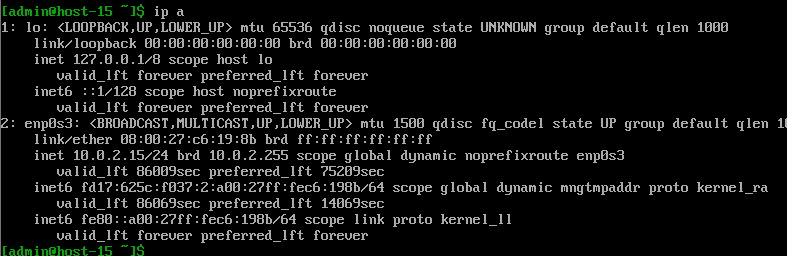 [admin@host-15 ~]$ ip a
1: lo: <LOOPBACK,UP,LOWER_UP> mtu 65536 qdisc noqueue state UNKNOWN group default qlen 1000
    link/loopback 00:00:00:00:00:00 brd 00:00:00:00:00:00
    inet 127.0.0.1/8 scope host lo
       valid_lft forever preferred_lft forever
    inet6 ::1/128 scope host noprefixroute
       valid_lft forever preferred_lft forever
2: enp0s3: <BROADCAST,MULTICAST,UP,LOWER_UP> mtu 1500 qdisc fq_codel state UP group default qlen 10
    link/ether 08:00:27:c6:19:8b brd ff:ff:ff:ff:ff:ff
    inet 10.0.2.15/24 brd 10.0.2.255 scope global dynamic noprefixroute enp0s3
       valid_lft 86009sec preferred_lft 75209sec
    inet6 fd17:625c:f037:2:a00:27ff:fec6:198b/64 scope global dynamic mngtmpaddr proto kernel_ra
       valid_lft 86069sec preferred_lft 14069sec
    inet6 fe80::a00:27ff:fec6:198b/64 scope link proto kernel_ll
       valid_lft forever preferred_lft forever
[admin@host-15 ~]$